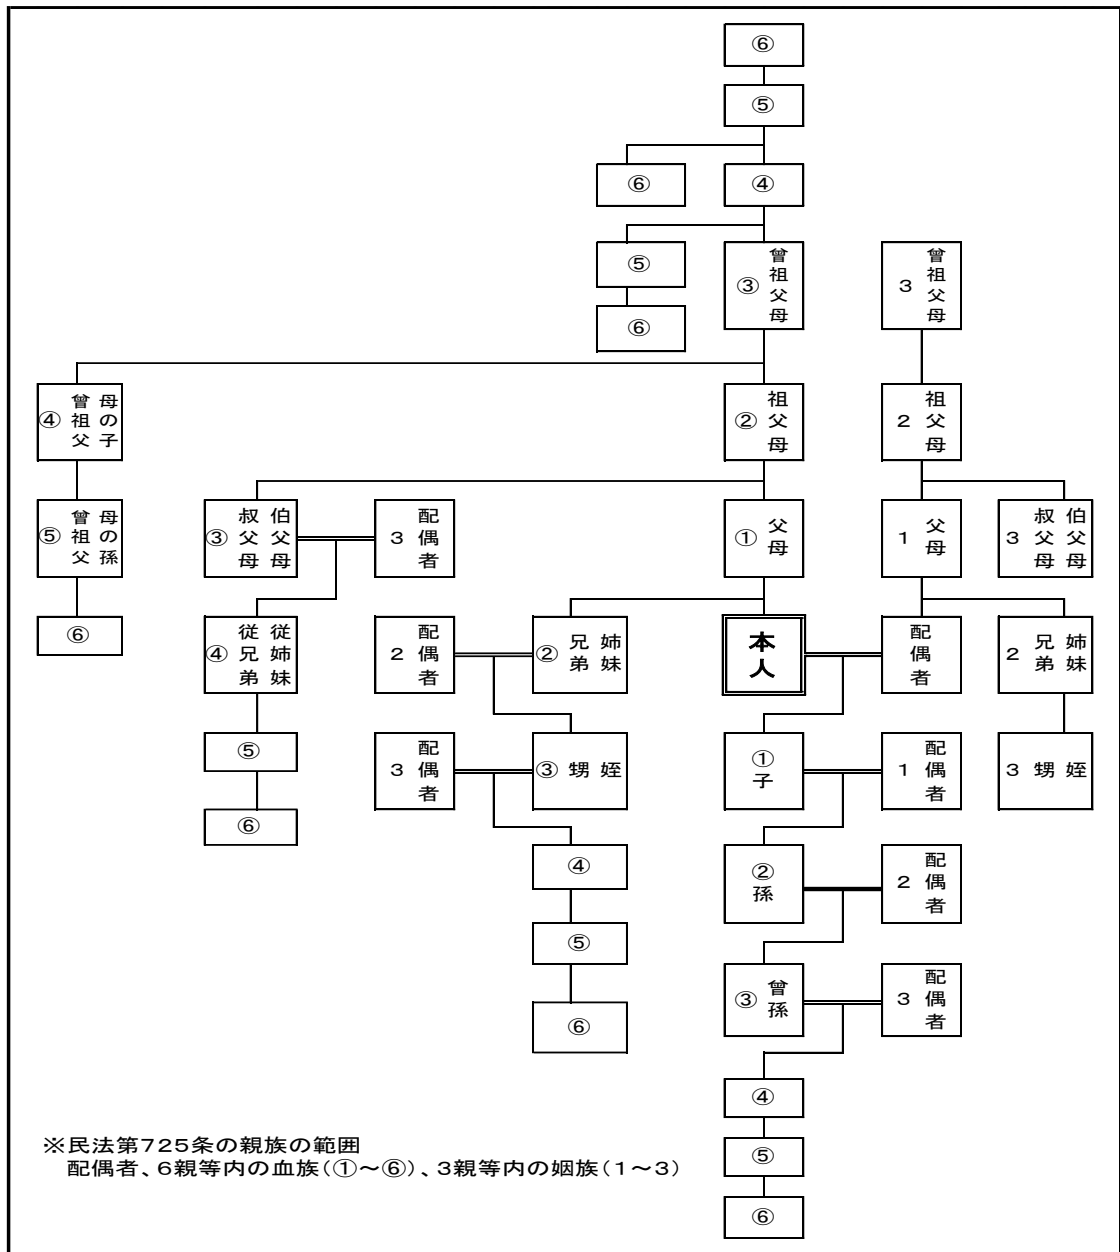 ⑥
⑤
⑥ ④
⑤
③ 曾祖父母
3 曾祖父母
⑥
④ 曾祖父母の子
② 祖父母
2 祖父母
⑤ 曾祖父母の孫
③ 伯父母叔父母
3 配偶者
① 父母
1 父母
3 伯父母叔父母
⑥
④ 従姉妹従兄弟
2 配偶者
② 姉妹兄弟
本人
配偶者
2 姉妹兄弟
⑤
3 配偶者
③ 甥姪
① 子
1 配偶者
3 甥姪
⑥
④
② 孫
2 配偶者
⑤
③ 曾孫
3 配偶者
⑥
④
⑤
⑥
※民法第725条の親族の範囲
配偶者、6親等内の血族(①～⑥)、3親等内の姻族(1～3)